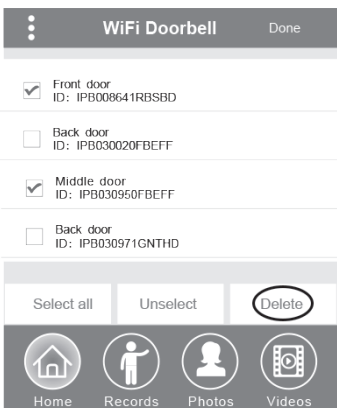 WiFi Doorbell Done
Front door
ID: IPB008641RBSBD
Back door
ID: IPB030020FBEFF
Middle door
ID: IPB030950FBEFF
Back door
ID: IPB030971GNTHD
Select all Unselect Delete
Home Records Photos Videos